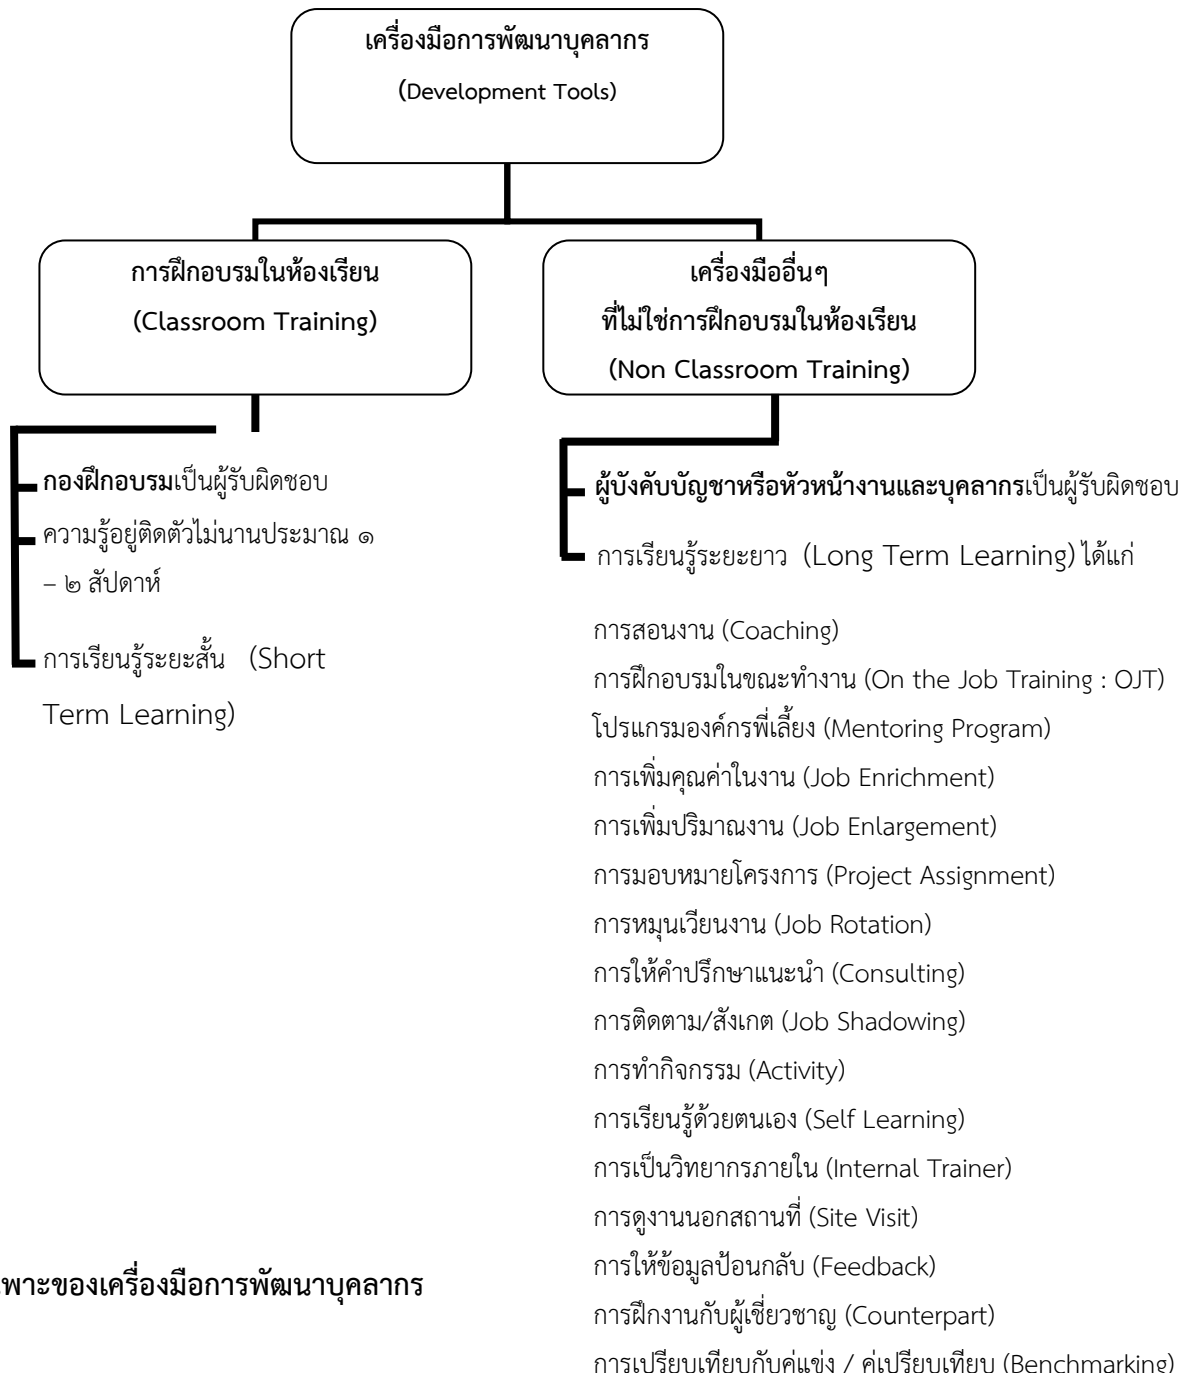 เครื่องมือการพัฒนาบุคลากร
(Development Tools)
การฝึกอบรมในห้องเรียน
(Classroom Training)
เครื่องมืออื่นๆ
ที่ไม่ใช่การฝึกอบรมในห้องเรียน
(Non Classroom Training)
กองฝึกอบรมเป็นผู้รับผิดชอบ
ความรู้อยู่ติดตัวไม่นานประมาณ ๑
– ๒ สัปดาห์
การเรียนรู้ระยะสั้น (Short
Term Learning)
ผู้บังคับบัญชาหรือหัวหน้างานและบุคลากรเป็นผู้รับผิดชอบ
การเรียนรู้ระยะยาว (Long Term Learning) ได้แก่
การสอนงาน (Coaching)
การฝึกอบรมในขณะทำงาน (On the Job Training : OJT)
โปรแกรมองค์กรพี่เลี้ยง (Mentoring Program)
การเพิ่มคุณค่าในงาน (Job Enrichment)
การเพิ่มปริมาณงาน (Job Enlargement)
การมอบหมายโครงการ (Project Assignment)
การหมุนเวียนงาน (Job Rotation)
การให้คำปรึกษาแนะนำ (Consulting)
การติดตาม/สังเกต (Job Shadowing)
การทำกิจกรรม (Activity)
การเรียนรู้ด้วยตนเอง (Self Learning)
การเป็นวิทยากรภายใน (Internal Trainer)
การดูงานนอกสถานที่ (Site Visit)
การให้ข้อมูลป้อนกลับ (Feedback)
การฝึกงานกับผู้เชี่ยวชาญ (Counterpart)
การเปรียบเทียบกับคู่แข่ง / คู่เปรียบเทียบ (Benchmarking)
พาะของเครื่องมือการพัฒนาบุคลากร